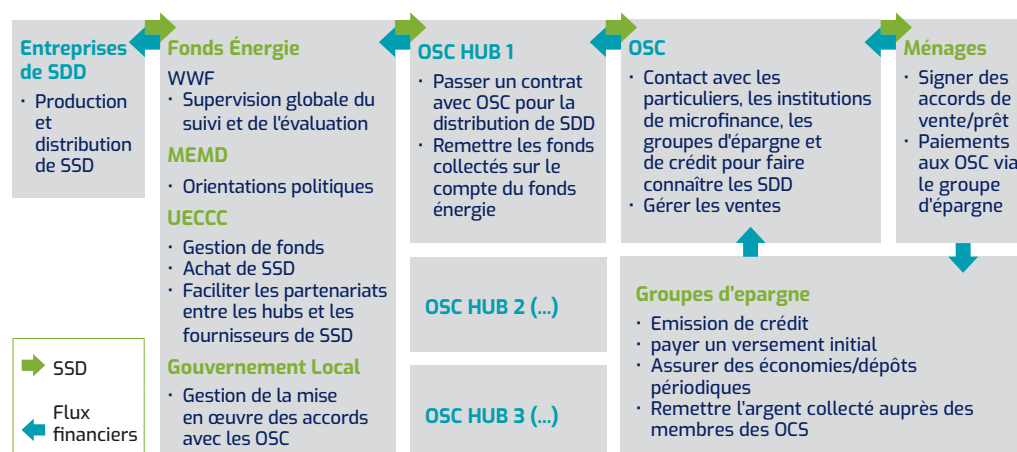 Entreprises
de SDD
· Production
et
distribution
de SSD
Fonds Énergie
WWF
· Supervision globale du
suivi et de l'évaluation
MEMD
· Orientations politiques
UECCC
· Gestion de fonds
· Achat de SSD
· Faciliter les partenariats
entre les hubs et les
fournisseurs de SSD
Gouvernement Local
· Gestion de la mise
en œuvre des accords
avec les OSC
OSC HUB 1
· Passer un contrat
avec OSC pour la
distribution de SDD
· Remettre les fonds
collectés sur le
compte du fonds
énergie
OSC HUB 2 (...)
OSC HUB 3 (...)
OSC
· Contact avec les
particuliers, les institutions
de microfinance, les
groupes d'épargne et
de crédit pour faire
connaître les SDD
· Gérer les ventes
Ménages
· Signer des
accords de
vente/prêt
· Paiements
aux OSC via
le groupe
d'épargne
Groupes d'epargne
· Emission de crédit
· payer un versement initial
· Assurer des économies/dépôts
périodiques
· Remettre l'argent collecté auprès des
membres des OCS
SSD
Flux
financiers